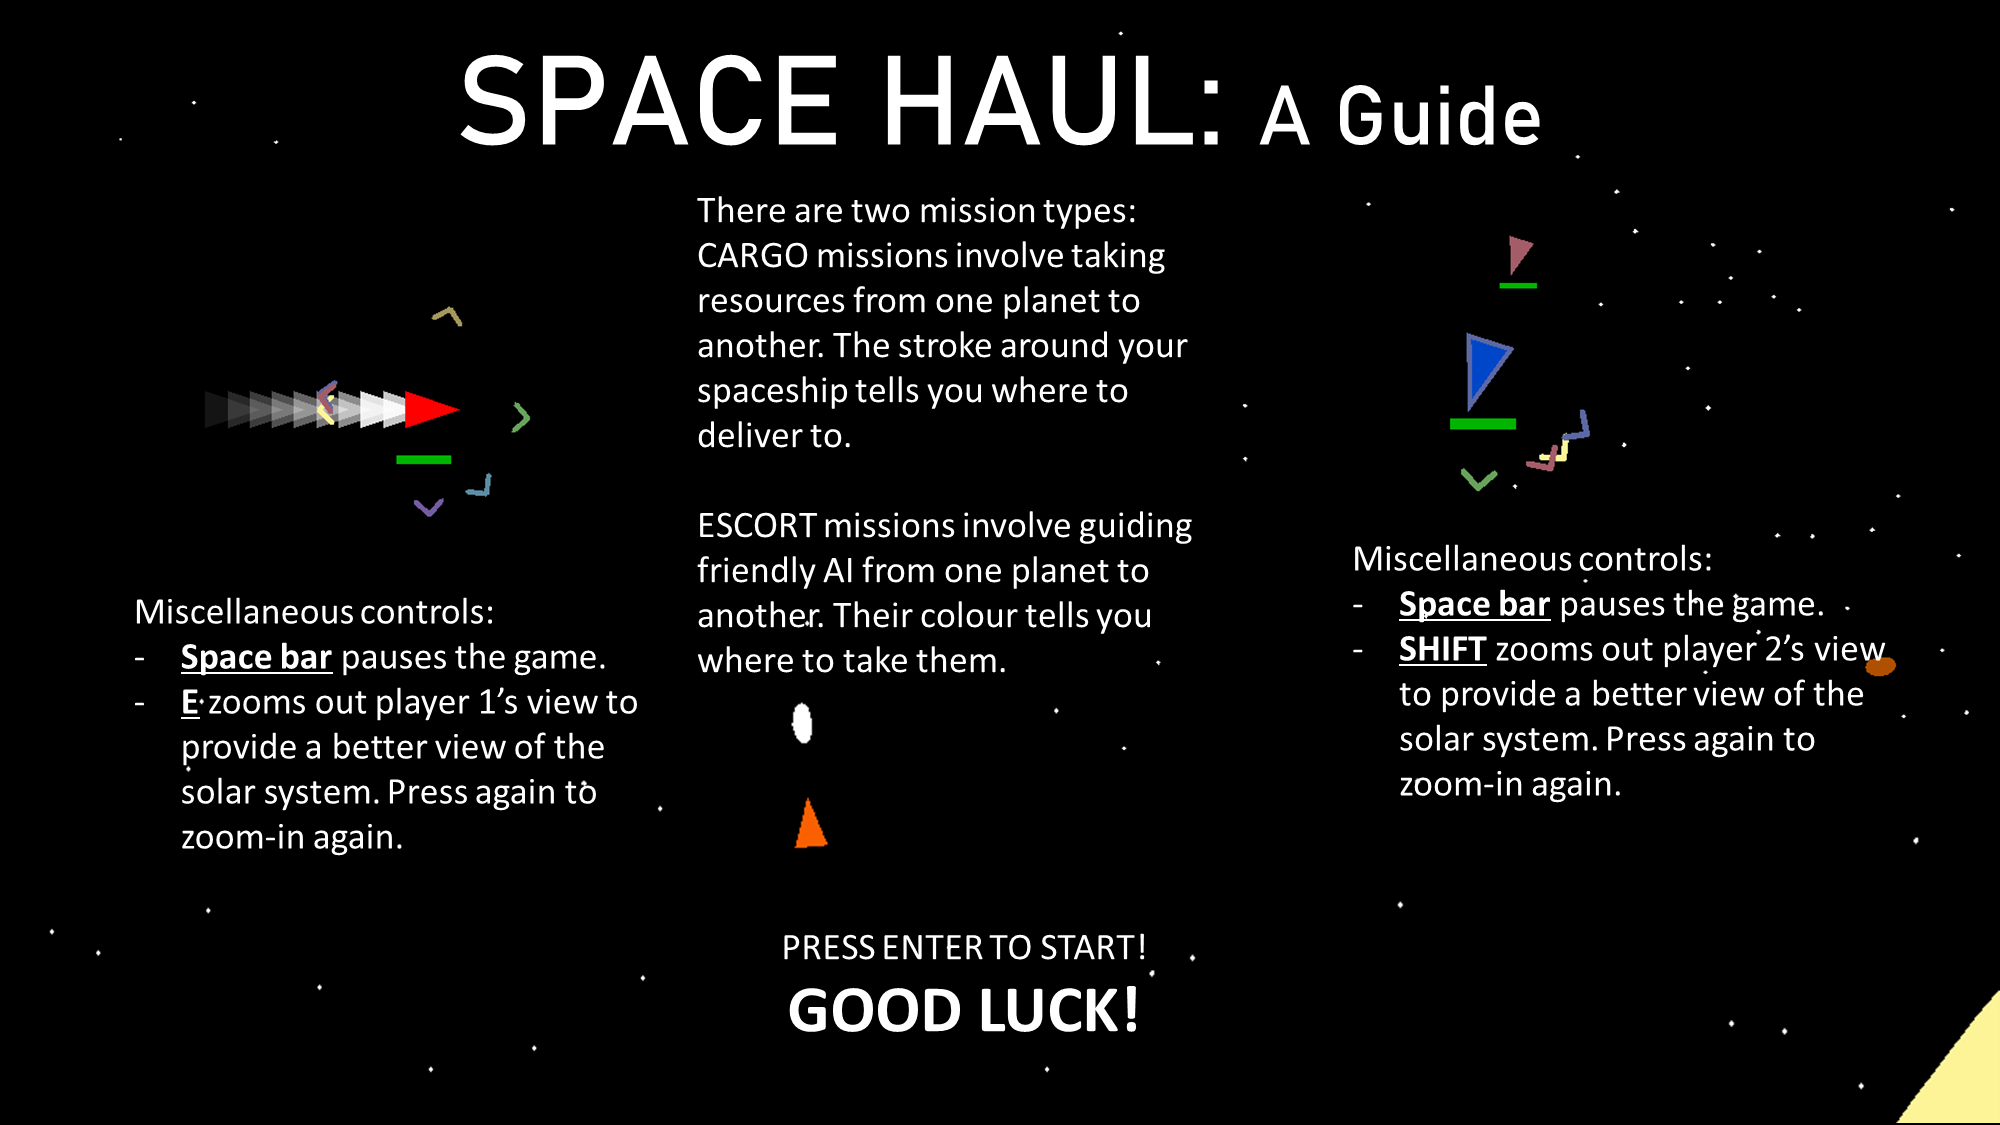 SPACE HAUL: A Guide
There are two mission types:
CARGO missions involve taking
resources from one planet to
another. The stroke around your
spaceship tells you where to
deliver to.
ESCORT missions involve guiding
friendly AI from one planet to
another. Their colour tells you
where to take them.
Miscellaneous controls:
- Space bar pauses the game.
- E zooms out player 1’s view to
provide a better view of the
solar system. Press again to
zoom-in again.
Miscellaneous controls:
- Space bar pauses the game.
- SHIFT zooms out player 2’s view
to provide a better view of the
solar system. Press again to
zoom-in again.
PRESS ENTER TO START!
GOOD LUCK!